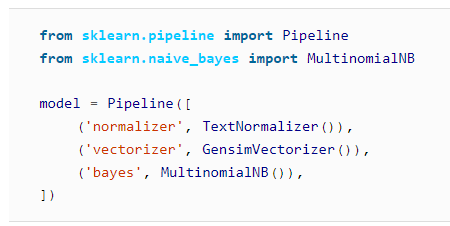 from sklearn.pipeline import Pipeline
from sklearn.naive_bayes import MultinomialNB

model = Pipeline([
    ('normalizer', TextNormalizer()),
    ('vectorizer', GensimVectorizer()),
    ('bayes', MultinomialNB()),
])